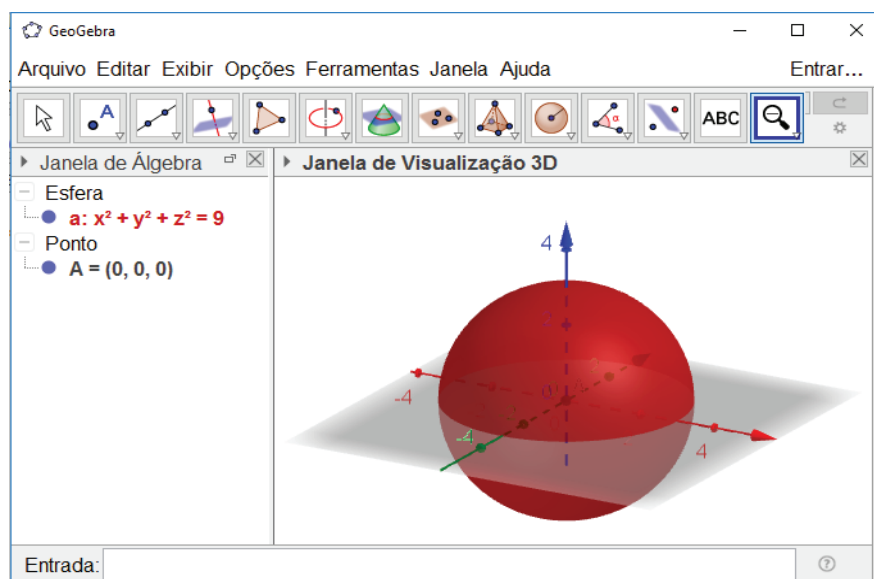 GeoGebra
Arquivo Editar Exibir Opções Ferramentas Janela Ajuda Entrar...
A α ABC
Janela de Álgebra
Janela de Visualização 3D
Esfera
a: x² + y² + z² = 9
Ponto
A = (0, 0, 0)
4
2
0
-4
-4
4
Entrada: